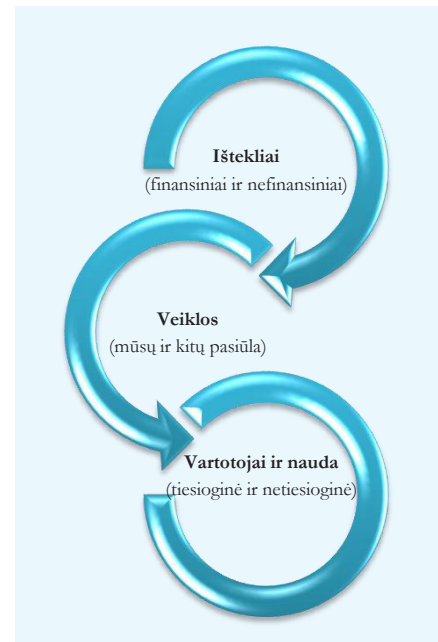 Ištekliai
(finansiniai ir nefinansiniai)
Veiklos
(mūsų ir kitų pasiūla)
Vartotojai ir nauda
(tiesioginė ir netiesioginė)